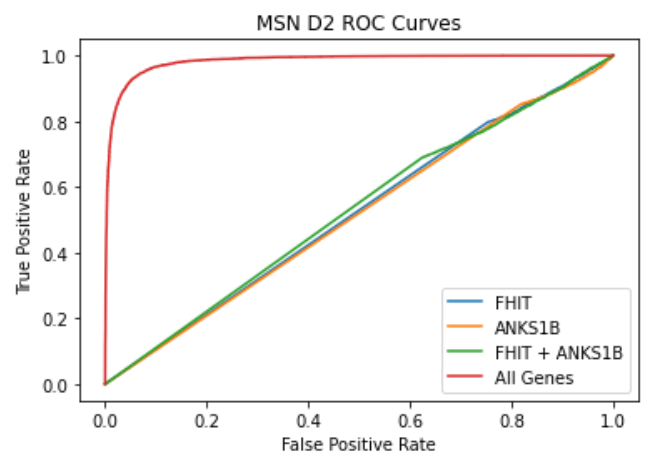 MSN D2 ROC Curves
True Positive Rate
1.0
0.8
0.6
0.4
0.2
0.0
FHIT
ANKS1B
FHIT + ANKS1B
All Genes
0.0 0.2 0.4 0.6 0.8 1.0
False Positive Rate